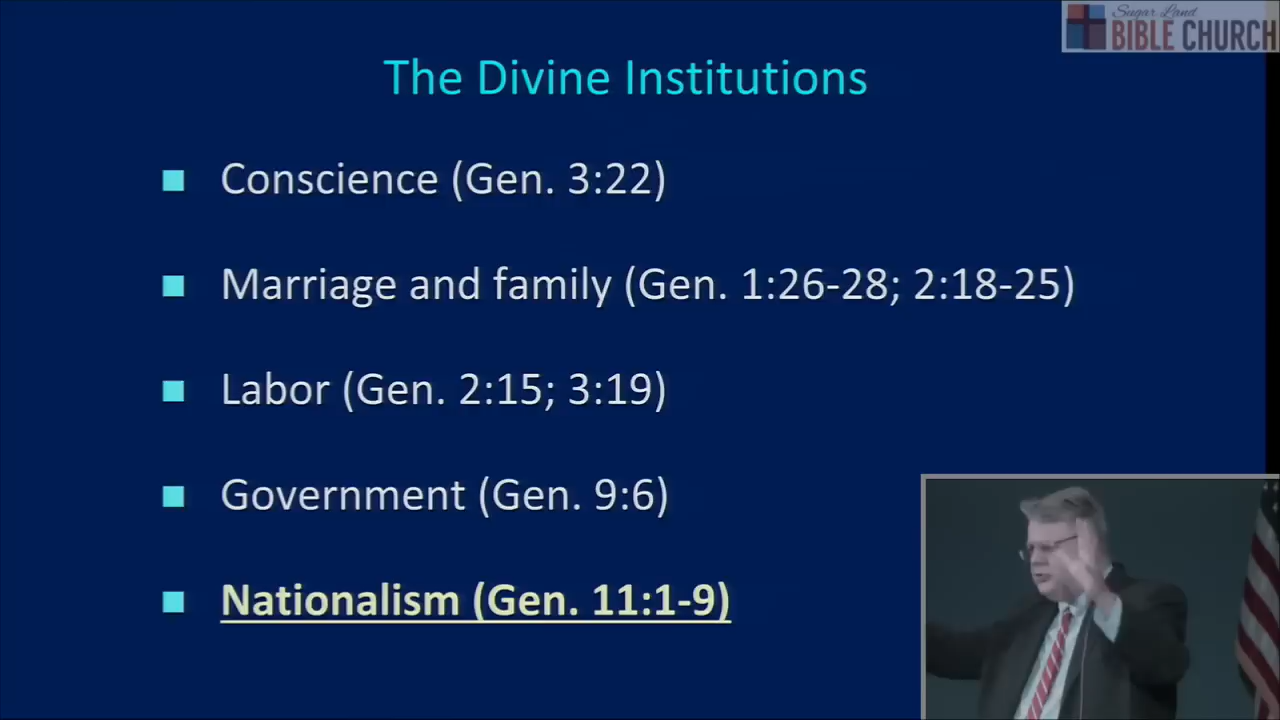 Sugar Land
BIBLE CHURCH
The Divine Institutions
Conscience (Gen. 3:22)
Marriage and family (Gen. 1:26-28; 2:18-25)
Labor (Gen. 2:15; 3:19)
Government (Gen. 9:6)
Nationalism (Gen. 11:1-9)